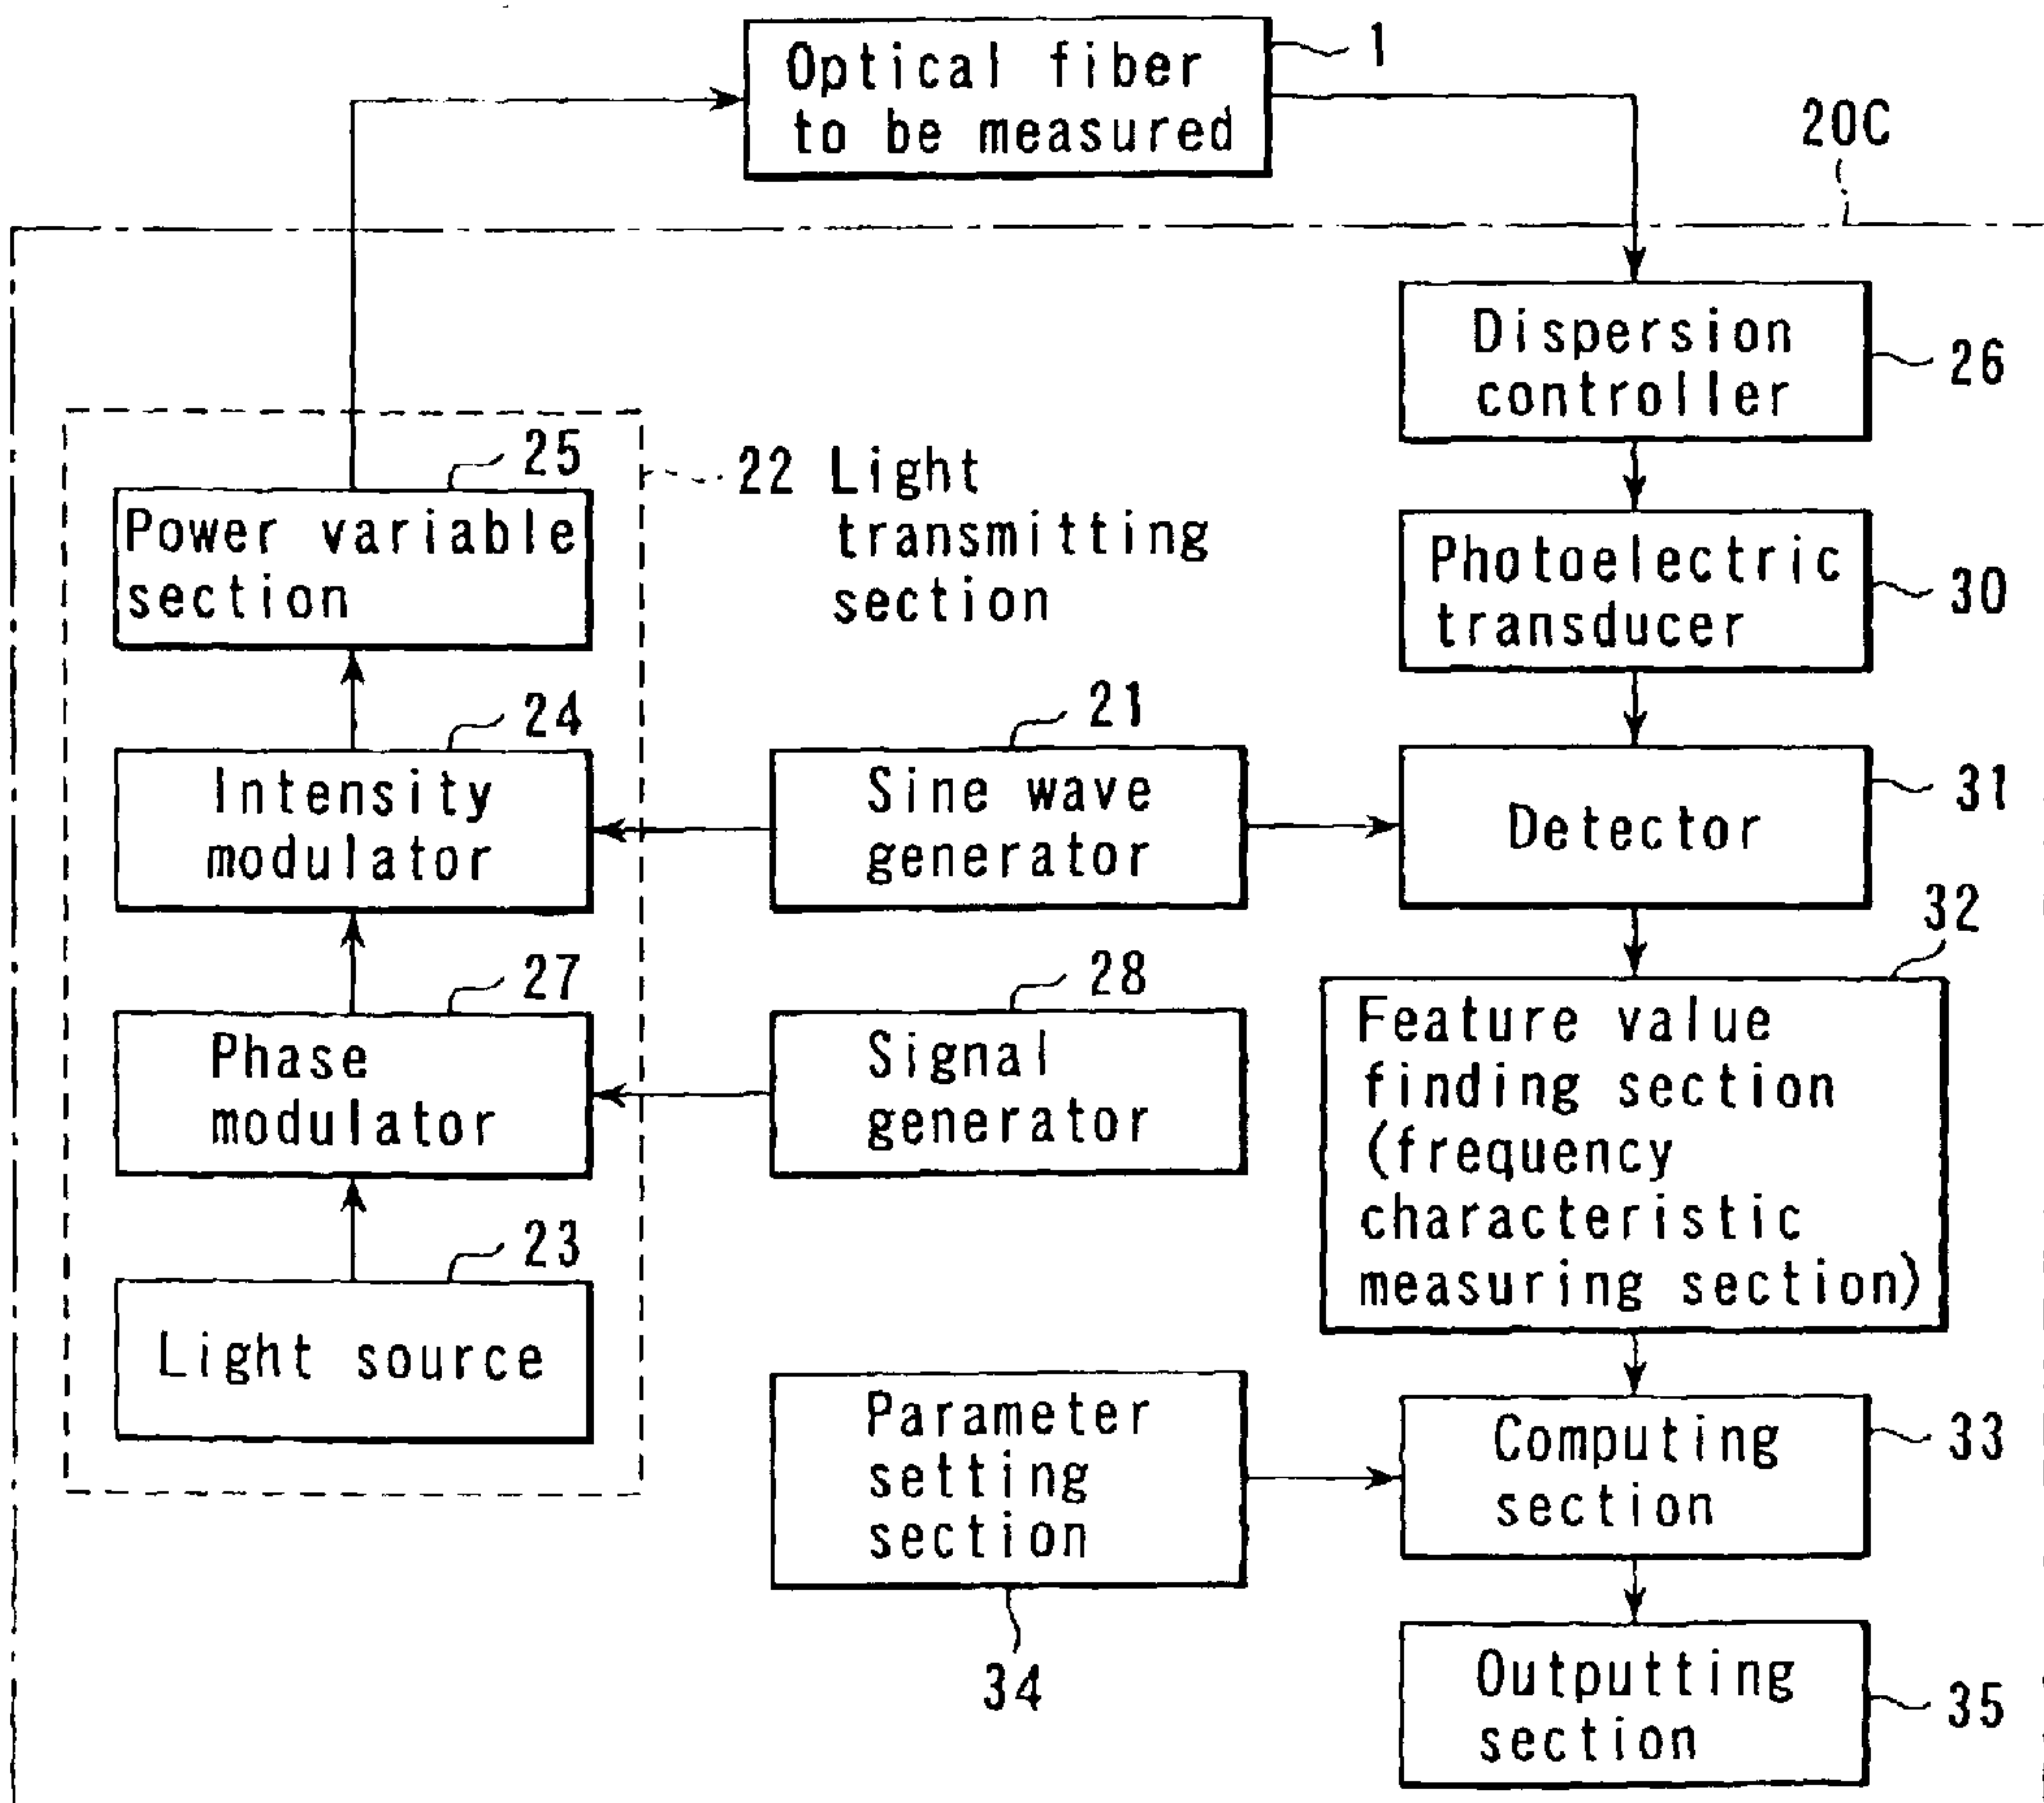 Optical fiber
to be measured
1
20C
Dispersion
controller
26
25
22 Light
transmitting
section
Power variable
section
Photoelectric
transducer
30
24
21
Intensity
modulator
Sine wave
generator
Detector
31
32
27
28
Phase
modulator
Signal
generator
Feature value
finding section
(frequency
characteristic
measuring section)
23
Light source
Parameter
setting
section
34
Computing
section
33
Outputting
section
35